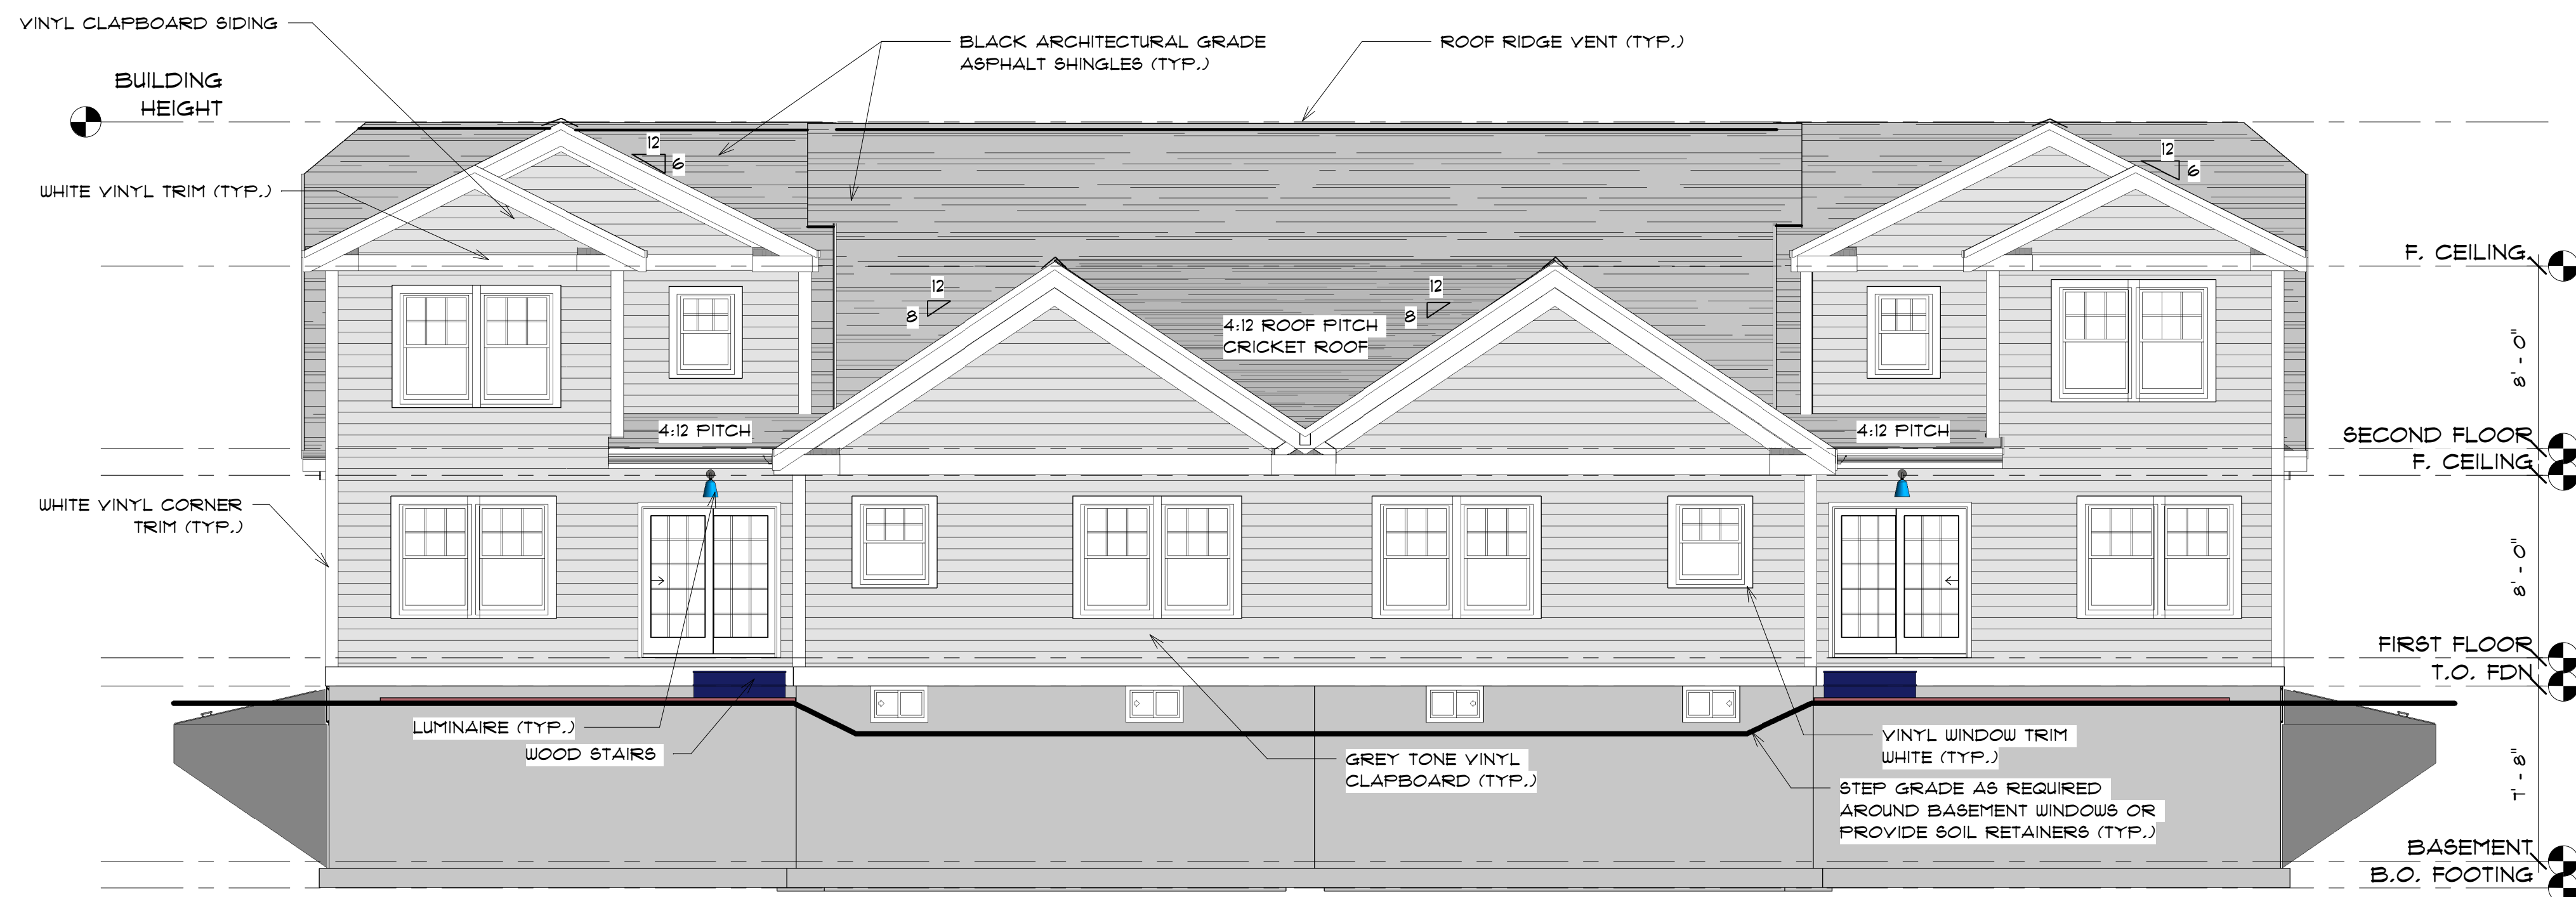 VINYL CLAPBOARD SIDING
BLACK ARCHITECTURAL GRADE
ASPHALT SHINGLES (TYP.)
ROOF RIDGE VENT (TYP.)
BUILDING
HEIGHT
12
6
12
6
WHITE VINYL TRIM (TYP.)
F. CEILING
12
8
12
8
4:12 ROOF PITCH
CRICKET ROOF
8' - 0"
4:12 PITCH
4:12 PITCH
SECOND FLOOR
F. CEILING
WHITE VINYL CORNER
TRIM (TYP.)
8' - 0"
FIRST FLOOR
T.O. FDN
LUMINAIRE (TYP.)
WOOD STAIRS
GREY TONE VINYL
CLAPBOARD (TYP.)
VINYL WINDOW TRIM
WHITE (TYP.)
STEP GRADE AS REQUIRED
AROUND BASEMENT WINDOWS OR
PROVIDE SOIL RETAINERS (TYP.)
7' - 8"
BASEMENT
B.O. FOOTING